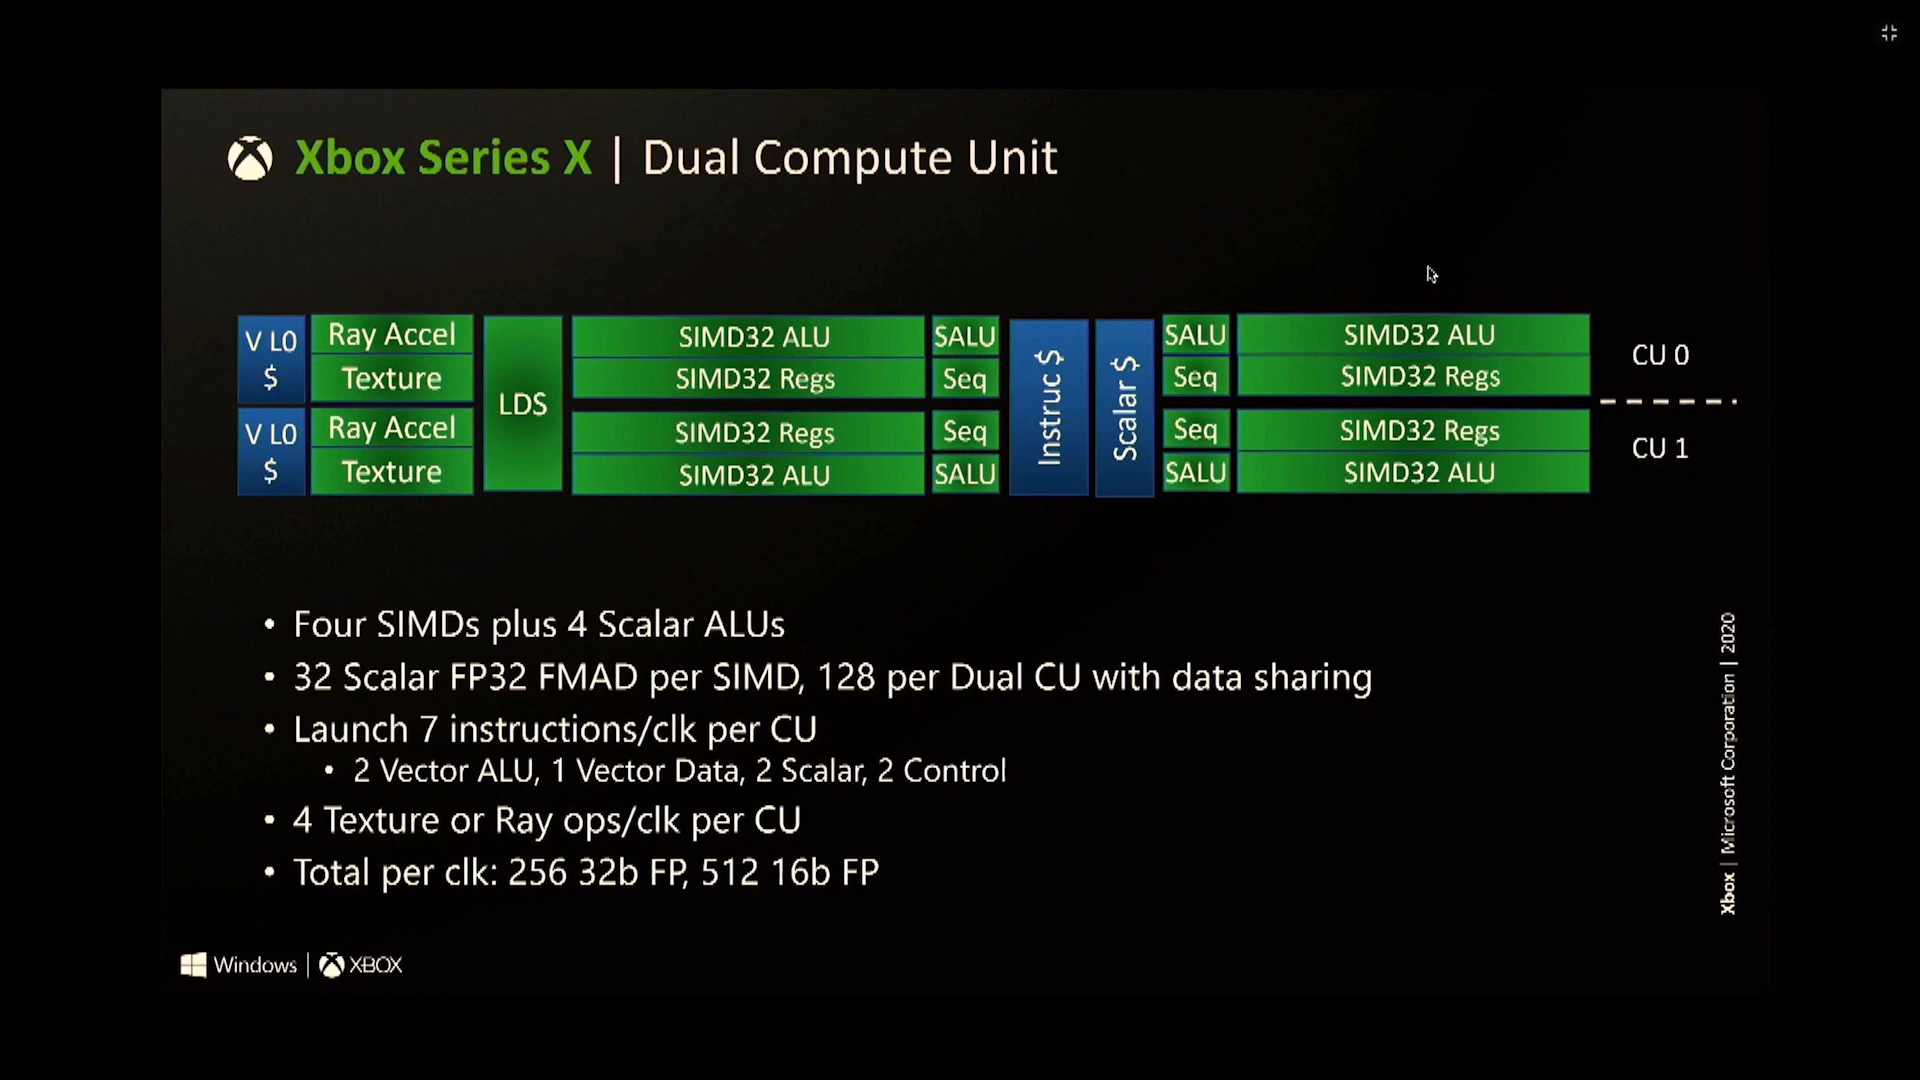 Xbox Series X | Dual Compute Unit
V L0 $
Ray Accel
Texture
V L0 $
Ray Accel
Texture
LDS
SIMD32 ALU
SIMD32 Regs
SIMD32 Regs
SIMD32 ALU
SALU
Seq
Seq
SALU
Instruc $
Scalar $
SALU
Seq
Seq
SALU
SIMD32 ALU
SIMD32 Regs
SIMD32 Regs
SIMD32 ALU
CU 0
CU 1
• Four SIMDs plus 4 Scalar ALUs
• 32 Scalar FP32 FMAD per SIMD, 128 per Dual CU with data sharing
• Launch 7 instructions/clk per CU
• 2 Vector ALU, 1 Vector Data, 2 Scalar, 2 Control
• 4 Texture or Ray ops/clk per CU
• Total per clk: 256 32b FP, 512 16b FP
Xbox | Microsoft Corporation | 2020
Windows | XBOX